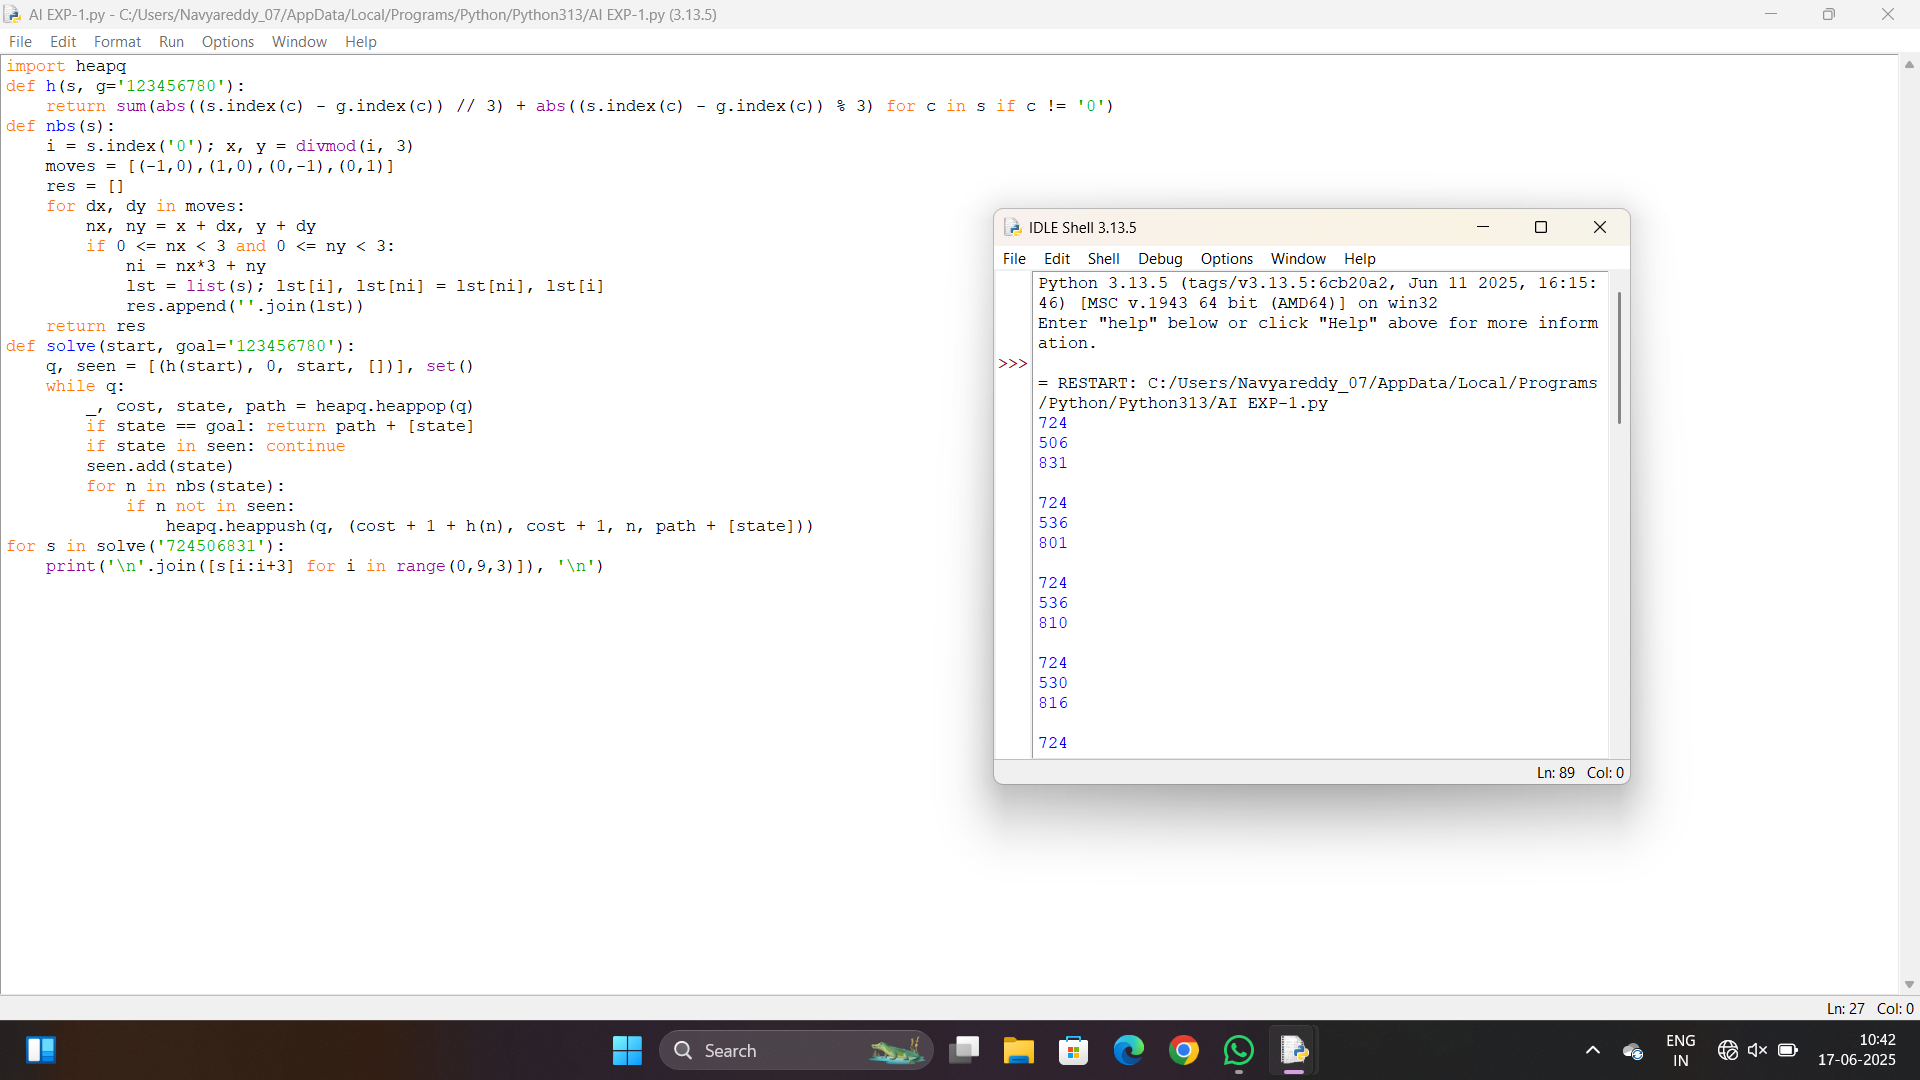 AI EXP-1.py - C:/Users/Navyareddy_07/AppData/Local/Programs/Python/Python313/AI EXP-1.py (3.13.5)
File Edit Format Run Options Window Help
import heapq
def h(s, g='123456780'):
    return sum(abs((s.index(c) - g.index(c)) // 3) + abs((s.index(c) - g.index(c)) % 3) for c in s if c != '0')
def nbs(s):
    i = s.index('0'); x, y = divmod(i, 3)
    moves = [(-1,0),(1,0),(0,-1),(0,1)]
    res = []
    for dx, dy in moves:
        nx, ny = x + dx, y + dy
        if 0 <= nx < 3 and 0 <= ny < 3:
            ni = nx*3 + ny
            lst = list(s); lst[i], lst[ni] = lst[ni], lst[i]
            res.append(''.join(lst))
    return res
def solve(start, goal='123456780'):
    q, seen = [(h(start), 0, start, [])], set()
    while q:
        _, cost, state, path = heapq.heappop(q)
        if state == goal: return path + [state]
        if state in seen: continue
        seen.add(state)
        for n in nbs(state):
            if n not in seen:
                heapq.heappush(q, (cost + 1 + h(n), cost + 1, n, path + [state]))
for s in solve('724506831'):
    print('\n'.join([s[i:i+3] for i in range(0,9,3)]), '\n')
IDLE Shell 3.13.5
File Edit Shell Debug Options Window Help
Python 3.13.5 (tags/v3.13.5:6cb20a2, Jun 11 2025, 16:15:
46) [MSC v.1943 64 bit (AMD64)] on win32
Enter "help" below or click "Help" above for more inform
ation.
>>>
= RESTART: C:/Users/Navyareddy_07/AppData/Local/Programs
/Python/Python313/AI EXP-1.py
724
506
831
724
536
801
724
536
810
724
530
816
724
Ln: 89 Col: 0
Ln: 27 Col: 0
Search
ENG
IN
10:42
17-06-2025